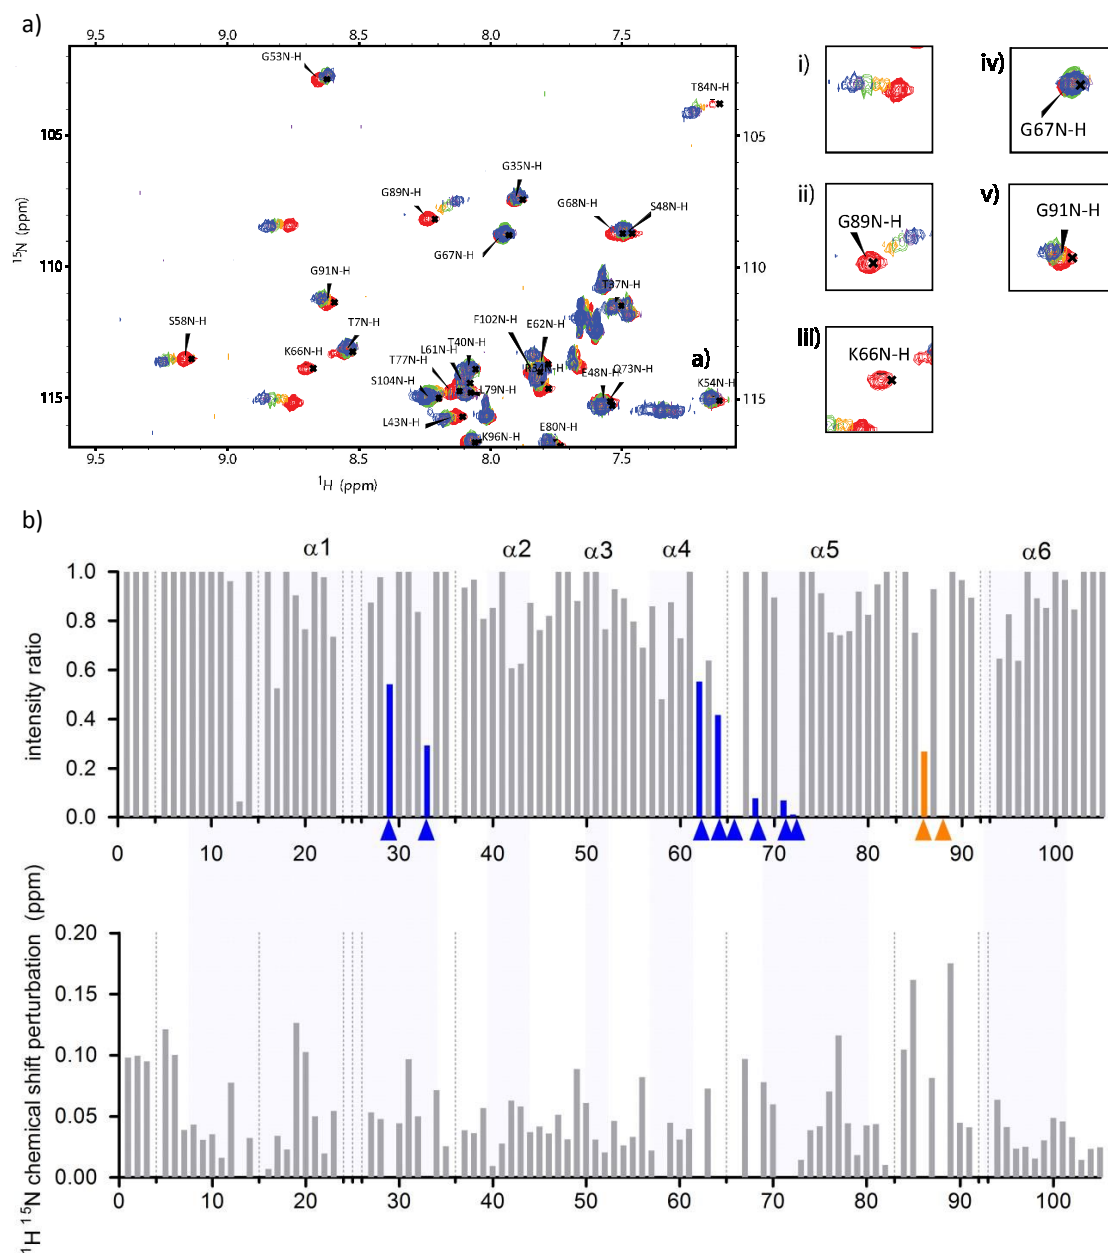 a)
9.5 9.0 8.5 8.0 7.5
G53N-H
T84N-H
105 105
G35N-H
G89N-H
G68N-H S48N-H
G67N-H
15N (ppm)
110 110
G91N-H
T37N-H
S58N-H
T7N-H
F102N-H E62N-H
K66N-H
T40N-H
L61N-H
T77N-H
a)
S104N-H
L79N-H
E48N-H
Q73N-H
K54N-H
115 115
L43N-H
K96N-H
E80N-H
9.5 9.0 8.5 8.0 7.5
1H (ppm)
i)
iv)
G67N-H
ii)
G89N-H
v)
G91N-H
iii)
K66N-H
b)
α1 α2 α3 α4 α5 α6
intensity ratio
1.0
0.8
0.6
0.4
0.2
0.0
0 10 20 30 40 50 60 70 80 90 100
1H 15N chemical shift perturbation (ppm)
0.20
0.15
0.10
0.05
0.00
0 10 20 30 40 50 60 70 80 90 100